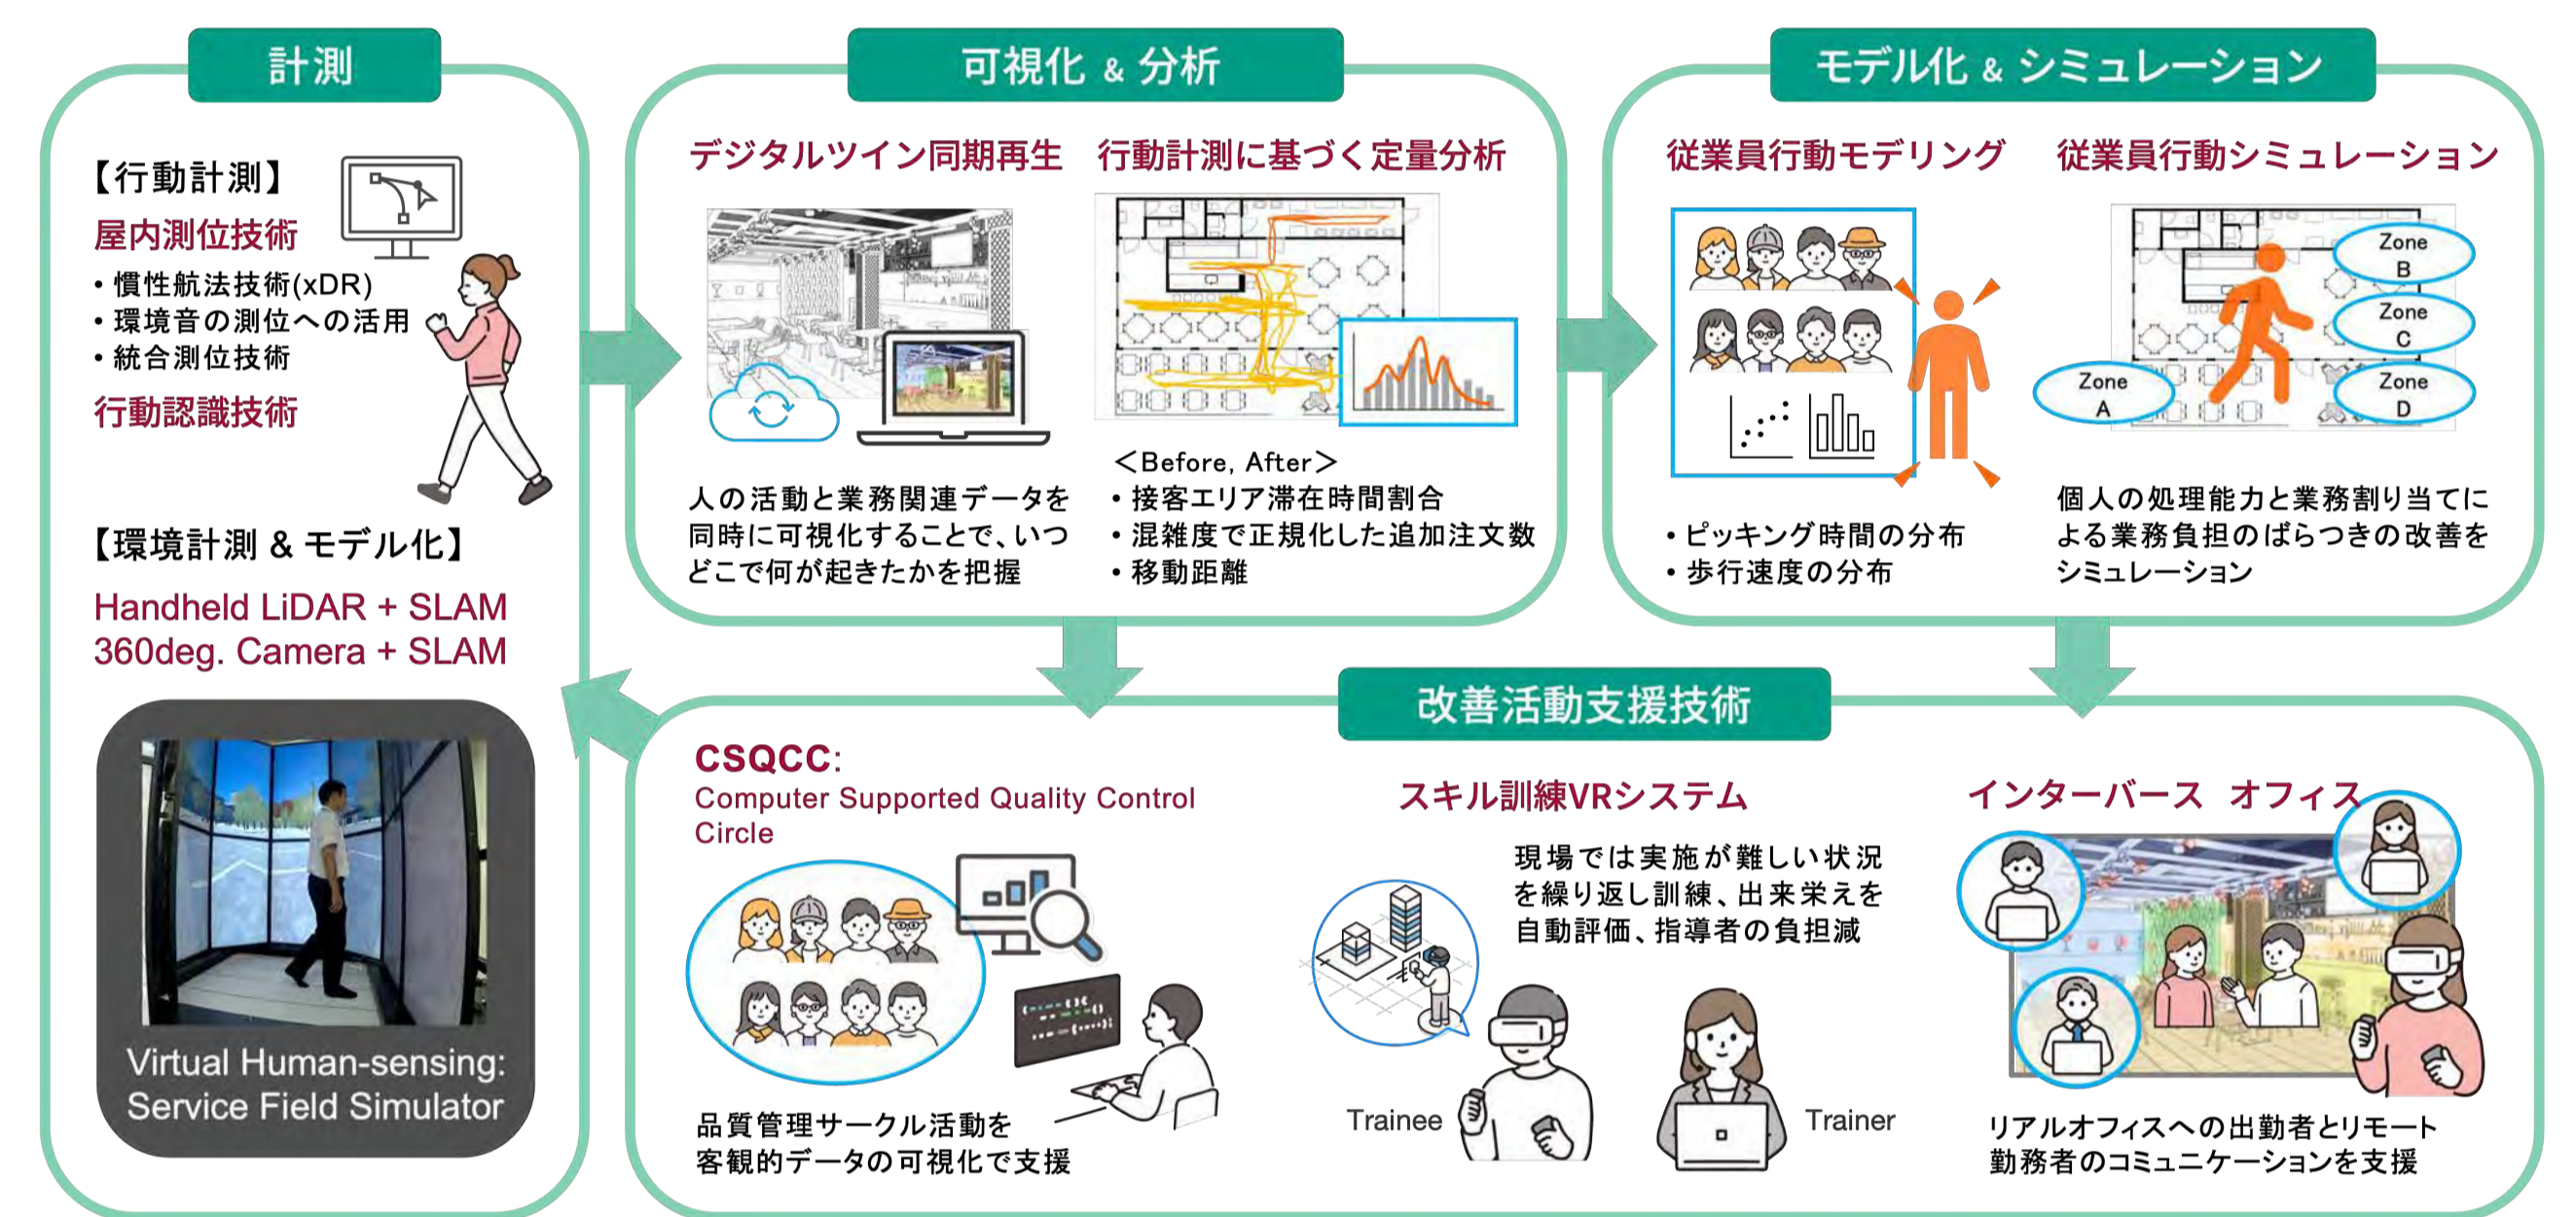 計測
【行動計測】
屋内測位技術
• 慣性航法技術(xDR)
• 環境音の測位への活用
• 統合測位技術
行動認識技術
【環境計測 & モデル化】
Handheld LiDAR + SLAM
360deg. Camera + SLAM
Virtual Human-sensing:
Service Field Simulator
可視化 & 分析
デジタルツイン同期再生
人の活動と業務関連データを
同時に可視化することで、いつ
どこで何が起きたかを把握
行動計測に基づく定量分析
＜Before, After＞
• 接客エリア滞在時間割合
• 混雑度で正規化した追加注文数
• 移動距離
モデル化 & シミュレーション
従業員行動モデリング
• ピッキング時間の分布
• 歩行速度の分布
従業員行動シミュレーション
Zone
B
Zone
C
Zone
A
Zone
D
個人の処理能力と業務割り当てに
よる業務負担のばらつきの改善を
シミュレーション
改善活動支援技術
CSQCC:
Computer Supported Quality Control
Circle
品質管理サークル活動を
客観的データの可視化で支援
スキル訓練VRシステム
現場では実施が難しい状況
を繰り返し訓練、出来栄えを
自動評価、指導者の負担減
Trainee
Trainer
インターバース オフィス
リアルオフィスへの出勤者とリモート
勤務者のコミュニケーションを支援